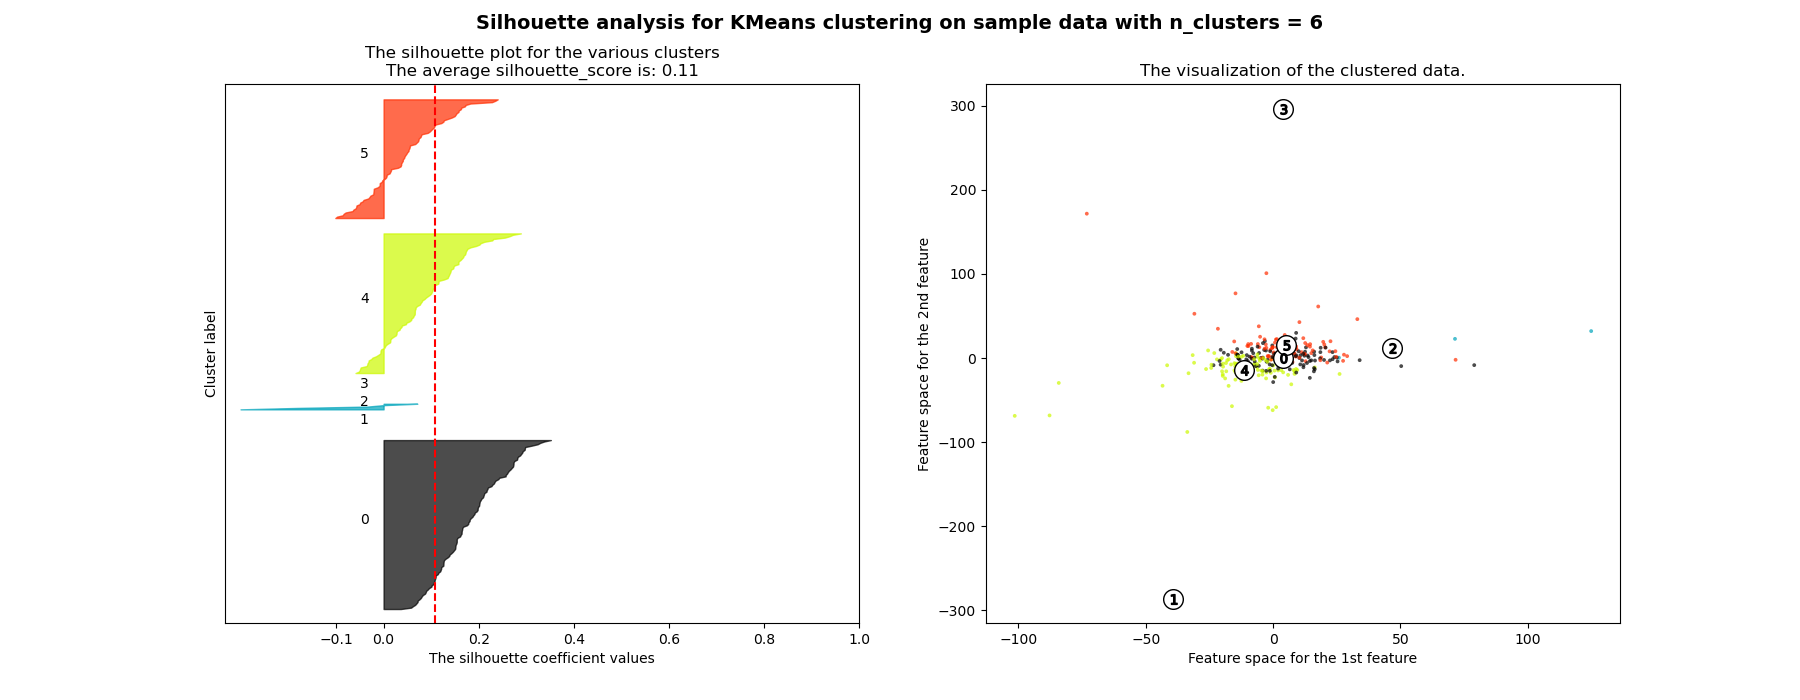 Silhouette analysis for KMeans clustering on sample data with n_clusters = 6
The silhouette plot for the various clusters
The average silhouette_score is: 0.11
5
4
3
2
1
0
Cluster label
−0.1 0.0 0.2 0.4 0.6 0.8 1.0
The silhouette coefficient values
The visualization of the clustered data.
300
200
100
0
−100
−200
−300
Feature space for the 2nd feature
3
5
2
0
4
1
−100 −50 0 50 100
Feature space for the 1st feature